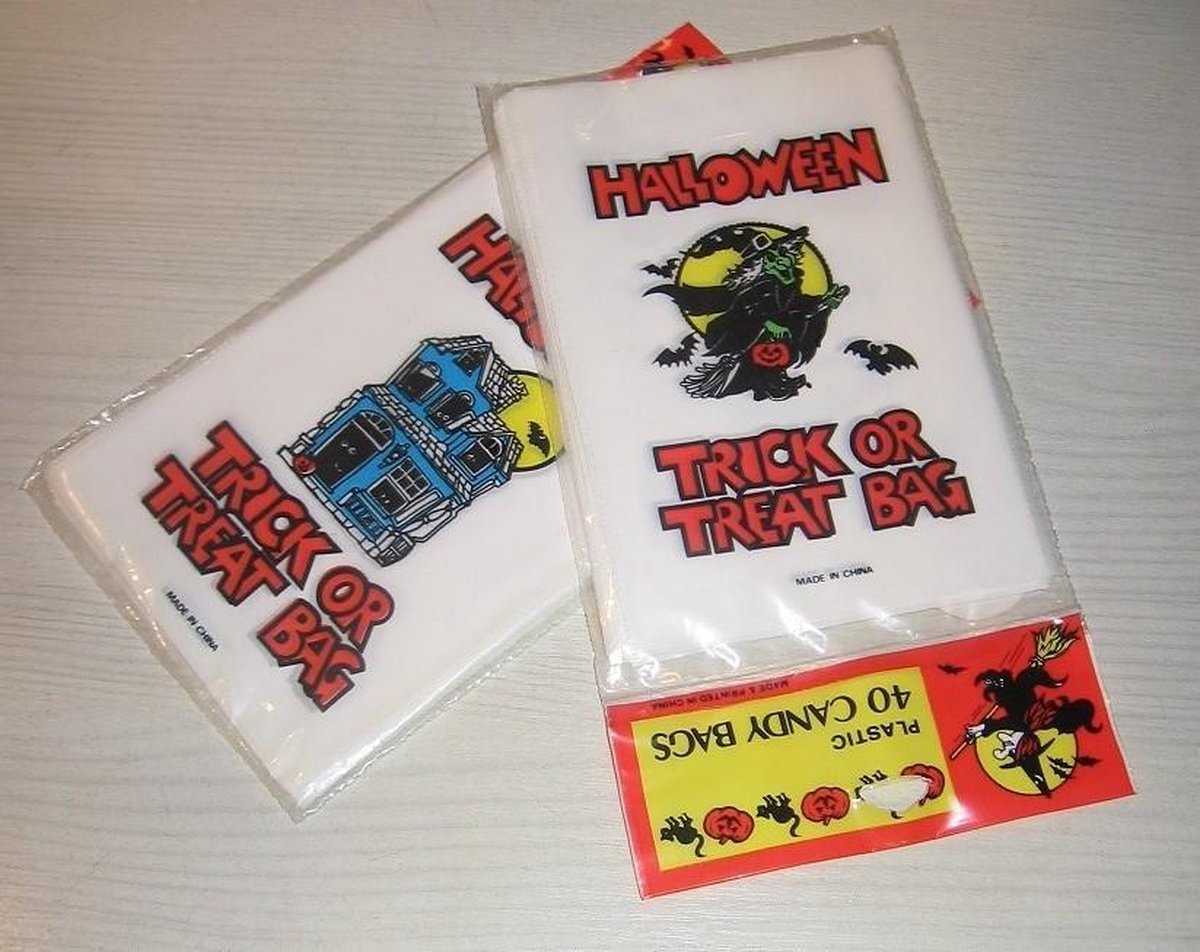 HALLOWEEN
TRICK OR
TREAT BAG
MADE IN CHINA
TRICK OR
TREAT BAG
MADE IN CHINA
PLASTIC
40 CANDY BAGS
MADE & PRINTED IN CHINA